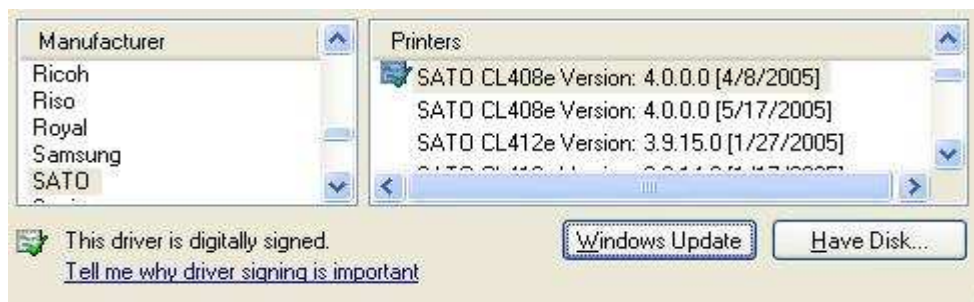 Manufacturer
Ricoh
Riso
Royal
Samsung
SATO
Printers
SATO CL408e Version: 4.0.0.0 [4/8/2005]
SATO CL408e Version: 4.0.0.0 [5/17/2005]
SATO CL412e Version: 3.9.15.0 [1/27/2005]
This driver is digitally signed.
Tell me why driver signing is important
Windows Update
Have Disk...